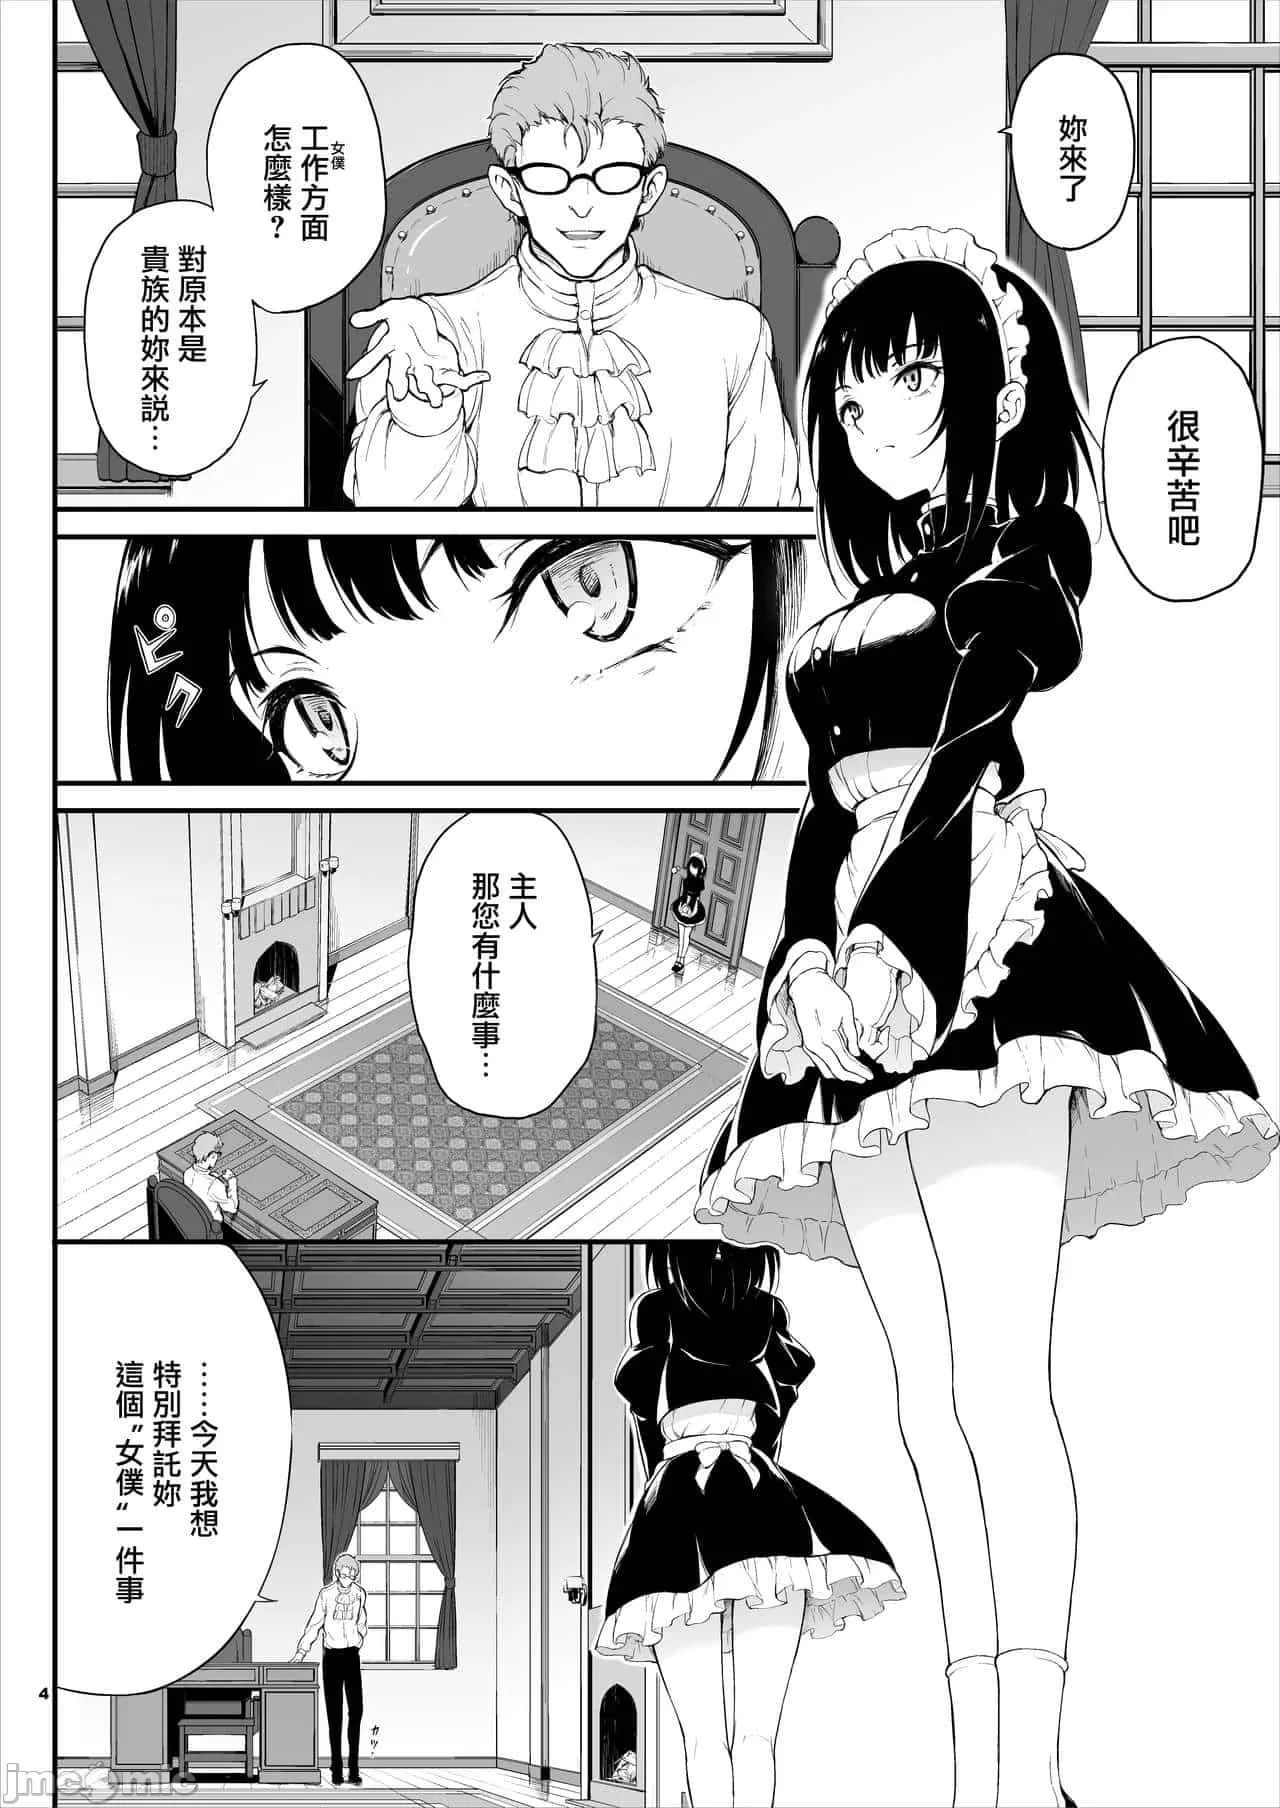 妳來了
工作方面
女僕
怎麼樣?
對原本是
貴族的妳來説…
很辛苦吧
ピク
主人
那您有什麼事…
……今天我想
特別拜託妳
這個〝女僕〟一件事
カツ…
4
jmcomic